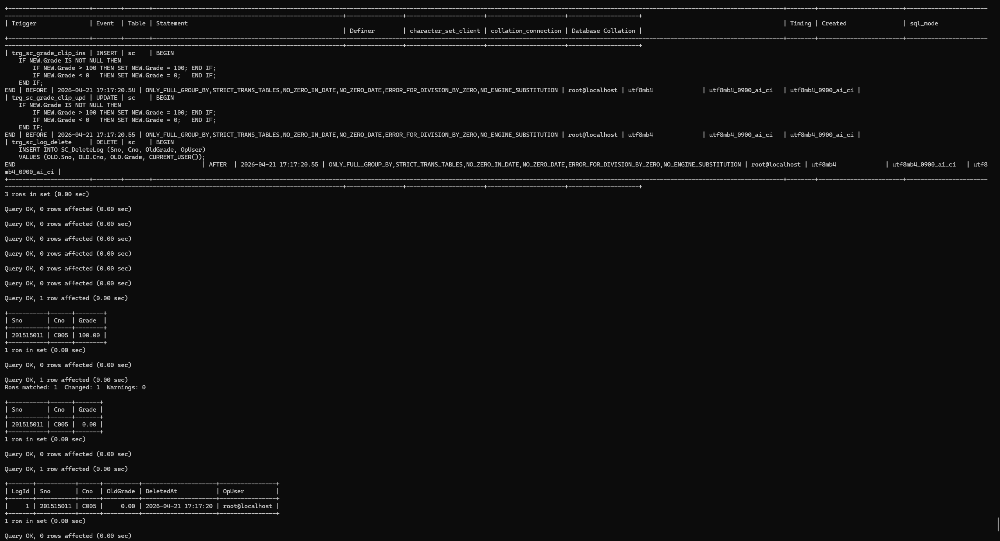 +-----------------------+--------+-------+-----------------------------------------------------------------------------------------------------------------------------------------------------------------------------------+--------+------------------------+-----------------------
------------------------------------------------------------------------------------------------+----------------+----------------------+----------------------+--------------------+
| Trigger               | Event  | Table | Statement                                                                                                                                                                         | Timing | Created                | sql_mode
                                                                                                | Definer        | character_set_client | collation_connection | Database Collation |
+-----------------------+--------+-------+-----------------------------------------------------------------------------------------------------------------------------------------------------------------------------------+--------+------------------------+-----------------------
------------------------------------------------------------------------------------------------+----------------+----------------------+----------------------+--------------------+
| trg_sc_grade_clip_ins | INSERT | sc    | BEGIN
    IF NEW.Grade IS NOT NULL THEN
        IF NEW.Grade > 100 THEN SET NEW.Grade = 100; END IF;
        IF NEW.Grade < 0   THEN SET NEW.Grade = 0;   END IF;
    END IF;
END | BEFORE | 2026-04-21 17:17:20.54 | ONLY_FULL_GROUP_BY,STRICT_TRANS_TABLES,NO_ZERO_IN_DATE,NO_ZERO_DATE,ERROR_FOR_DIVISION_BY_ZERO,NO_ENGINE_SUBSTITUTION | root@localhost | utf8mb4              | utf8mb4_0900_ai_ci   | utf8mb4_0900_ai_ci |
| trg_sc_grade_clip_upd | UPDATE | sc    | BEGIN
    IF NEW.Grade IS NOT NULL THEN
        IF NEW.Grade > 100 THEN SET NEW.Grade = 100; END IF;
        IF NEW.Grade < 0   THEN SET NEW.Grade = 0;   END IF;
    END IF;
END | BEFORE | 2026-04-21 17:17:20.55 | ONLY_FULL_GROUP_BY,STRICT_TRANS_TABLES,NO_ZERO_IN_DATE,NO_ZERO_DATE,ERROR_FOR_DIVISION_BY_ZERO,NO_ENGINE_SUBSTITUTION | root@localhost | utf8mb4              | utf8mb4_0900_ai_ci   | utf8mb4_0900_ai_ci |
| trg_sc_log_delete     | DELETE | sc    | BEGIN
    INSERT INTO SC_DeleteLog (Sno, Cno, OldGrade, OpUser)
    VALUES (OLD.Sno, OLD.Cno, OLD.Grade, CURRENT_USER());
END                                                     | AFTER  | 2026-04-21 17:17:20.55 | ONLY_FULL_GROUP_BY,STRICT_TRANS_TABLES,NO_ZERO_IN_DATE,NO_ZERO_DATE,ERROR_FOR_DIVISION_BY_ZERO,NO_ENGINE_SUBSTITUTION | root@localhost | utf8mb4              | utf8mb4_0900_ai_ci   | utf8
mb4_0900_ai_ci |
+-----------------------+--------+-------+-----------------------------------------------------------------------------------------------------------------------------------------------------------------------------------+--------+------------------------+-----------------------
------------------------------------------------------------------------------------------------+----------------+----------------------+----------------------+--------------------+
3 rows in set (0.00 sec)

Query OK, 0 rows affected (0.00 sec)

Query OK, 0 rows affected (0.00 sec)

Query OK, 0 rows affected (0.00 sec)

Query OK, 0 rows affected (0.00 sec)

Query OK, 0 rows affected (0.00 sec)

Query OK, 0 rows affected (0.00 sec)

Query OK, 1 row affected (0.00 sec)

+-----------+------+--------+
| Sno       | Cno  | Grade  |
+-----------+------+--------+
| 201515011 | C005 | 100.00 |
+-----------+------+--------+
1 row in set (0.00 sec)

Query OK, 0 rows affected (0.00 sec)

Query OK, 1 row affected (0.00 sec)
Rows matched: 1  Changed: 1  Warnings: 0

+-----------+------+-------+
| Sno       | Cno  | Grade |
+-----------+------+-------+
| 201515011 | C005 |  0.00 |
+-----------+------+-------+
1 row in set (0.00 sec)

Query OK, 0 rows affected (0.00 sec)

Query OK, 1 row affected (0.00 sec)

+-------+-----------+------+----------+---------------------+----------------+
| LogId | Sno       | Cno  | OldGrade | DeletedAt           | OpUser         |
+-------+-----------+------+----------+---------------------+----------------+
|     1 | 201515011 | C005 |     0.00 | 2026-04-21 17:17:20 | root@localhost |
+-------+-----------+------+----------+---------------------+----------------+
1 row in set (0.00 sec)

Query OK, 0 rows affected (0.00 sec)